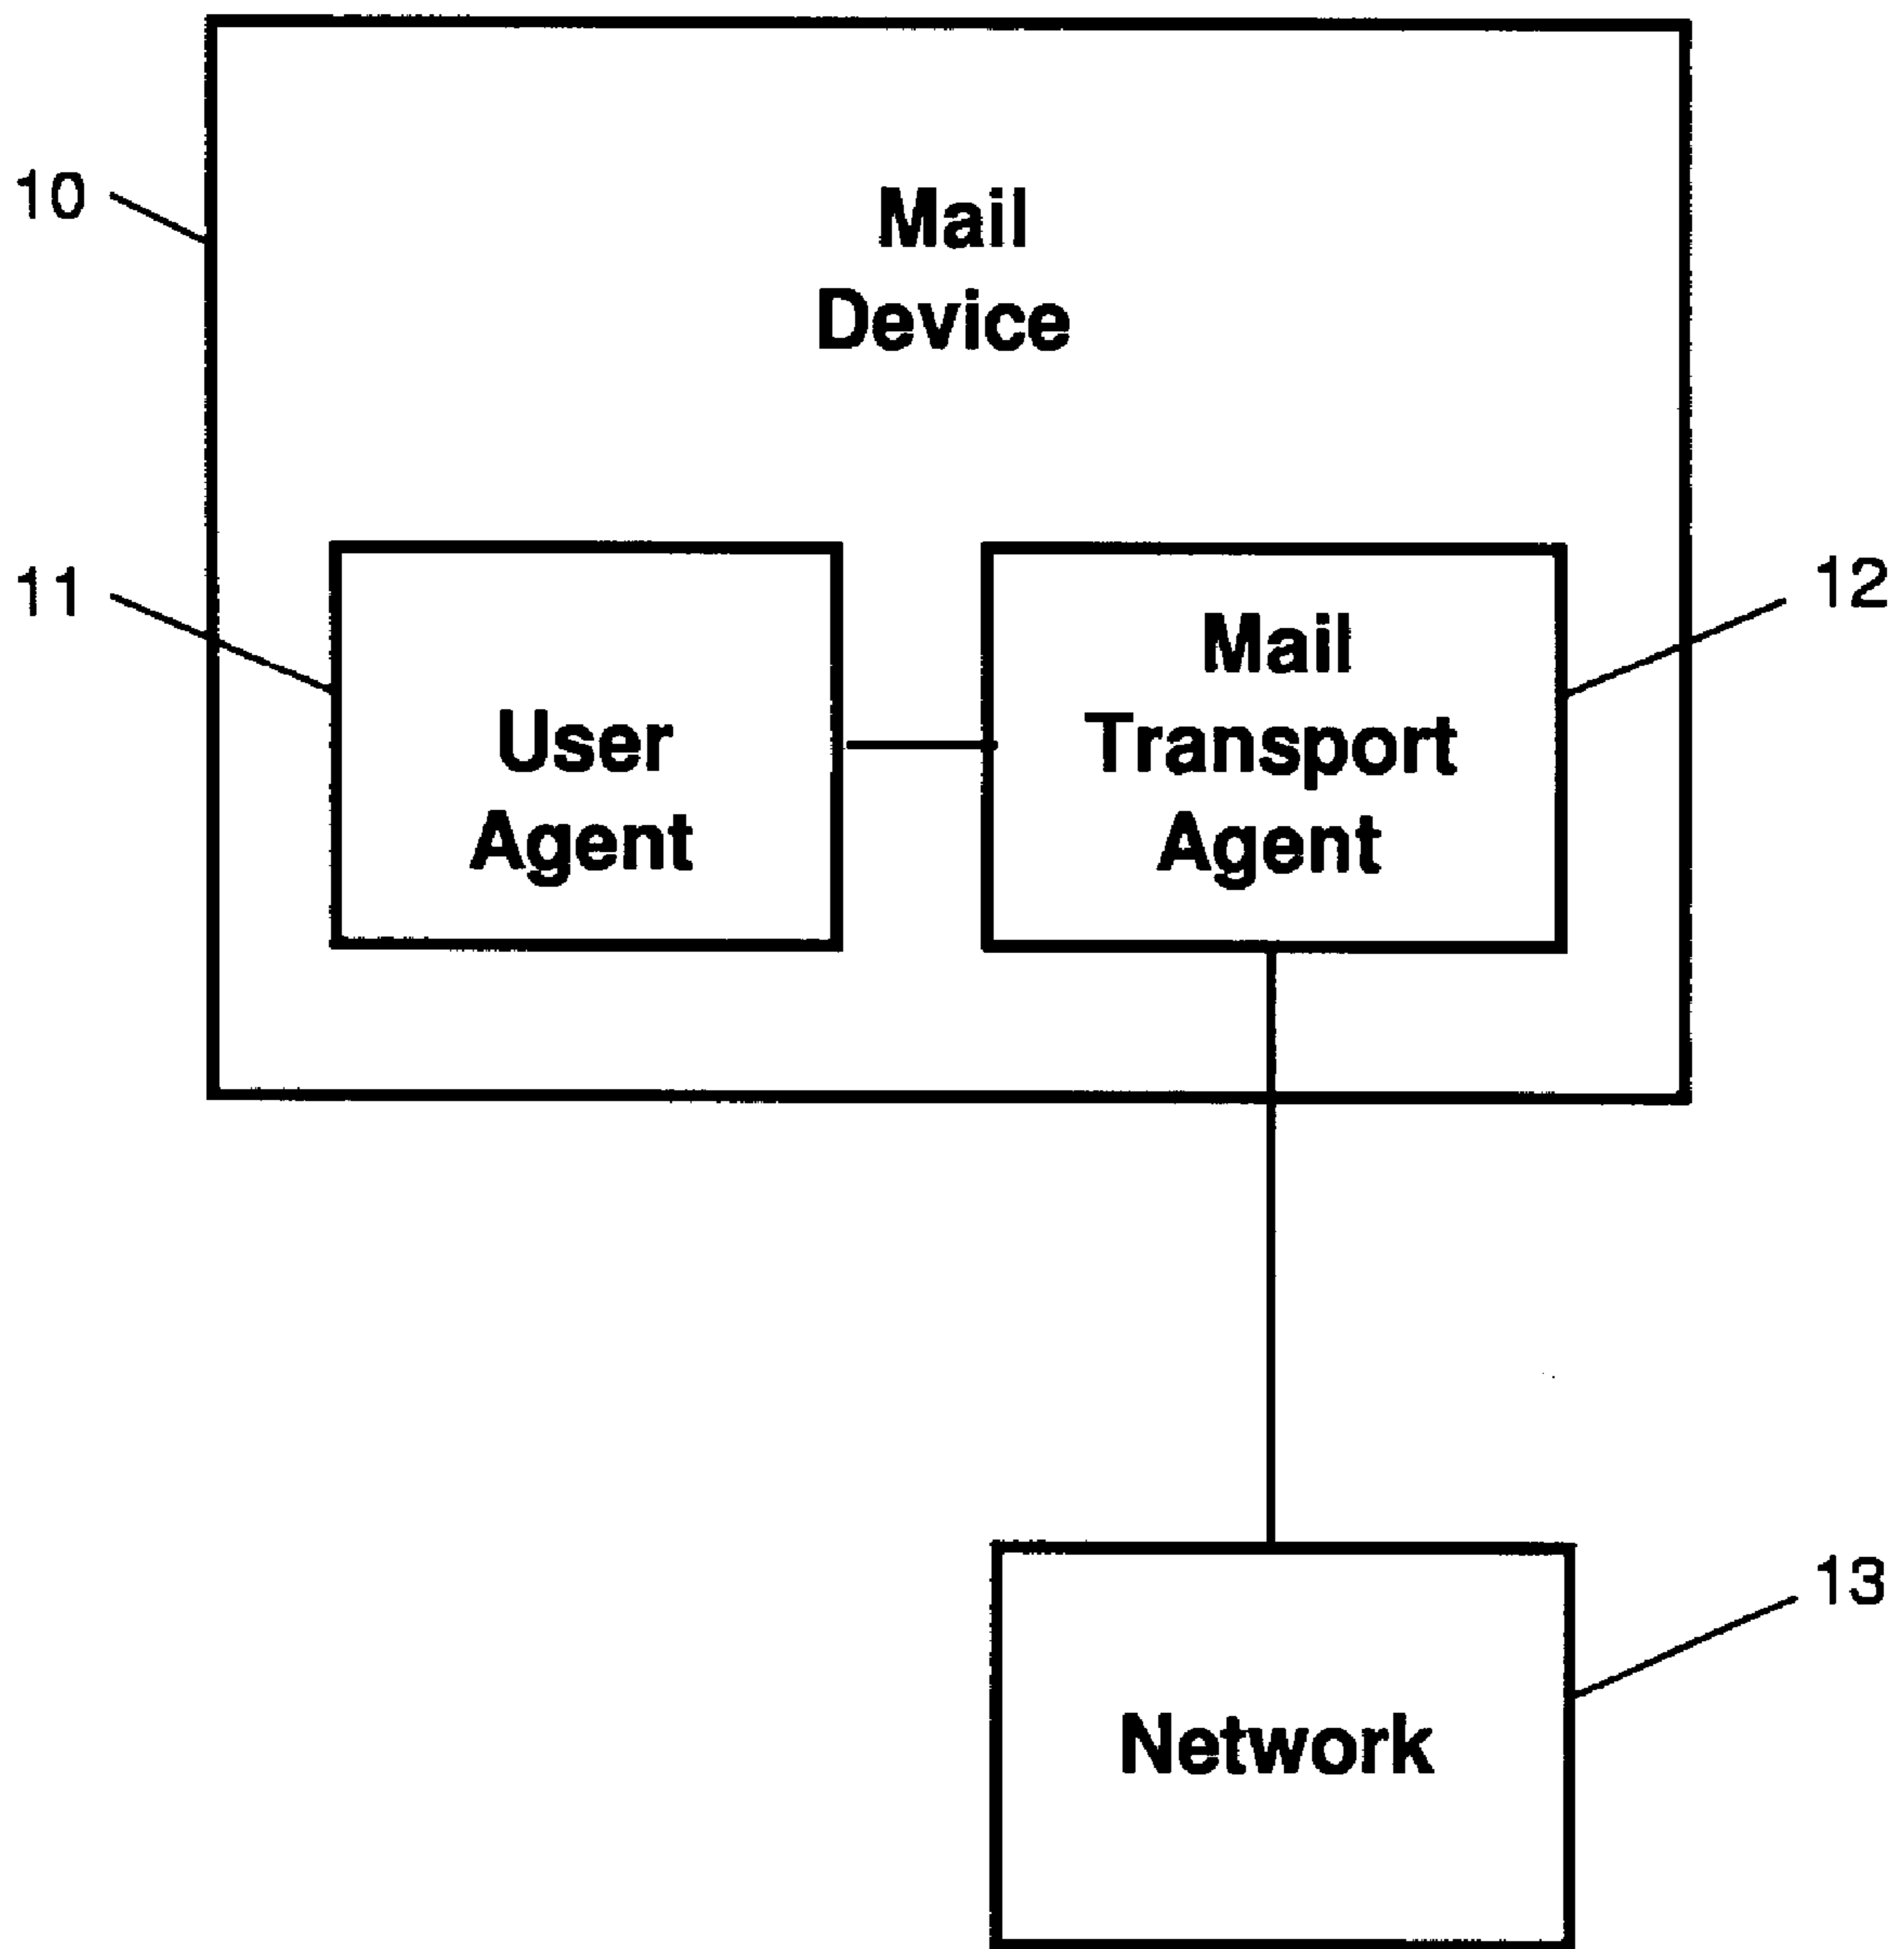 10
Mail
Device
11
12
User
Agent
Mail
Transport
Agent
13
Network